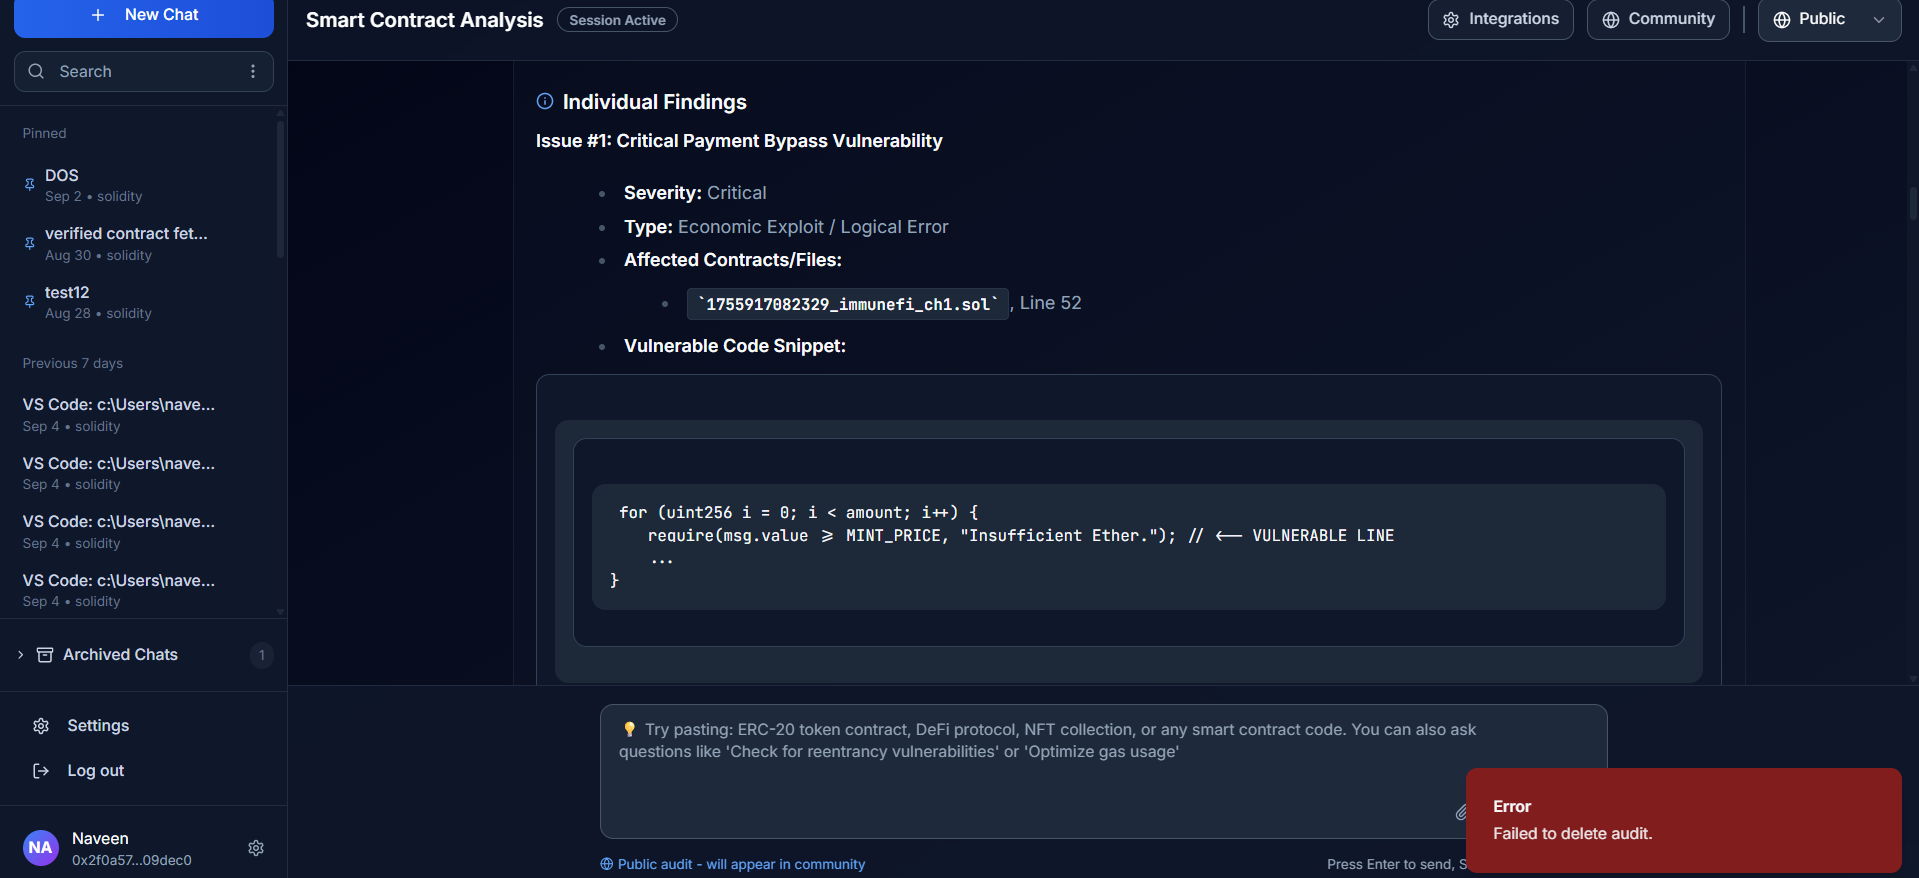 New Chat
Search
Pinned
DOS
Sep 2 • solidity
verified contract fet...
Aug 30 • solidity
test12
Aug 28 • solidity
Previous 7 days
VS Code: c:\Users\nave...
Sep 4 • solidity
VS Code: c:\Users\nave...
Sep 4 • solidity
VS Code: c:\Users\nave...
Sep 4 • solidity
VS Code: c:\Users\nave...
Sep 4 • solidity
Archived Chats 1
Settings
Log out
NA
Naveen
0x2f0a57...09dec0
Smart Contract Analysis Session Active
Integrations Community Public
Individual Findings
Issue #1: Critical Payment Bypass Vulnerability
• Severity: Critical
• Type: Economic Exploit / Logical Error
• Affected Contracts/Files:
• `1755917082329_immunefi_ch1.sol`, Line 52
• Vulnerable Code Snippet:
for (uint256 i = 0; i < amount; i++) {
require(msg.value >= MINT_PRICE, "Insufficient Ether."); // <-- VULNERABLE LINE
...
}
💡 Try pasting: ERC-20 token contract, DeFi protocol, NFT collection, or any smart contract code. You can also ask
questions like 'Check for reentrancy vulnerabilities' or 'Optimize gas usage'
Public audit - will appear in community
Press Enter to send, S
Error
Failed to delete audit.